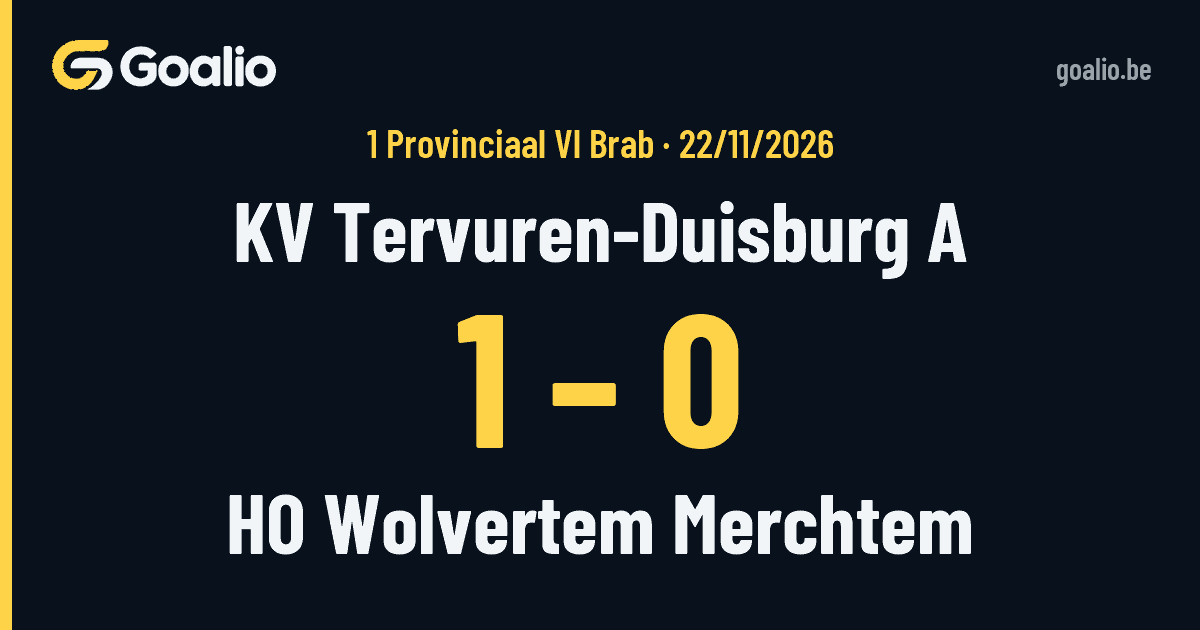 Goalio
goalio.be
1 Provinciaal Vl Brab · 22/11/2026
KV Tervuren-Duisburg A
1 – 0
HO Wolvertem Merchtem